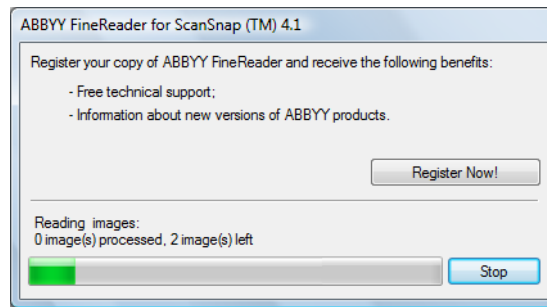 ABBYY FineReader for ScanSnap (TM) 4.1
Register your copy of ABBYY FineReader and receive the following benefits:
- Free technical support;
- Information about new versions of ABBYY products.
Register Now!
Reading images:
0 image(s) processed, 2 image(s) left
Stop